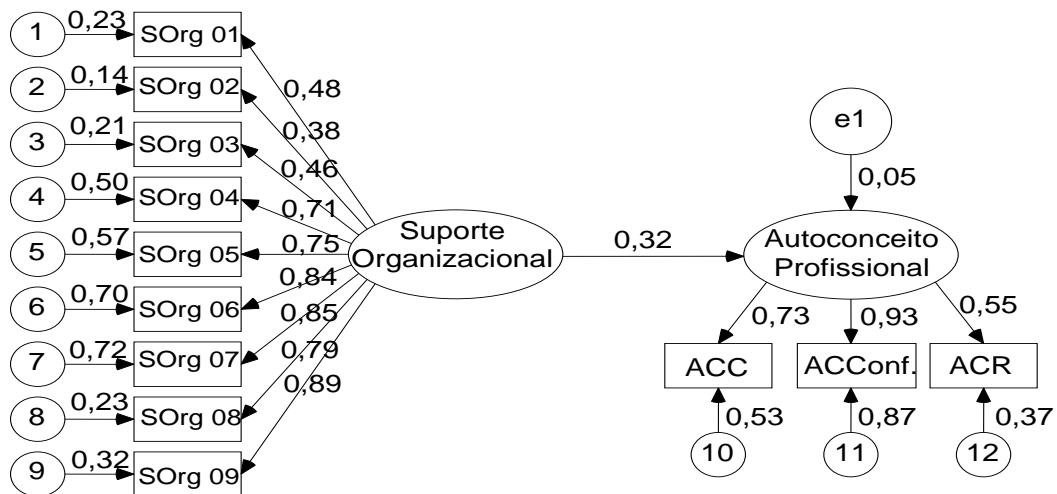 1
0,23
SOrg 01
2
0,14
SOrg 02
3
0,21
SOrg 03
4
0,50
SOrg 04
5
0,57
SOrg 05
6
0,70
SOrg 06
7
0,72
SOrg 07
8
0,23
SOrg 08
9
0,32
SOrg 09
0,48
0,38
0,46
0,71
0,75
0,84
0,85
0,79
0,89
Suporte
Organizacional
0,32
e1
0,05
Autoconceito
Profissional
0,73
0,93
0,55
ACC
ACConf.
ACR
0,53
0,87
0,37
10
11
12